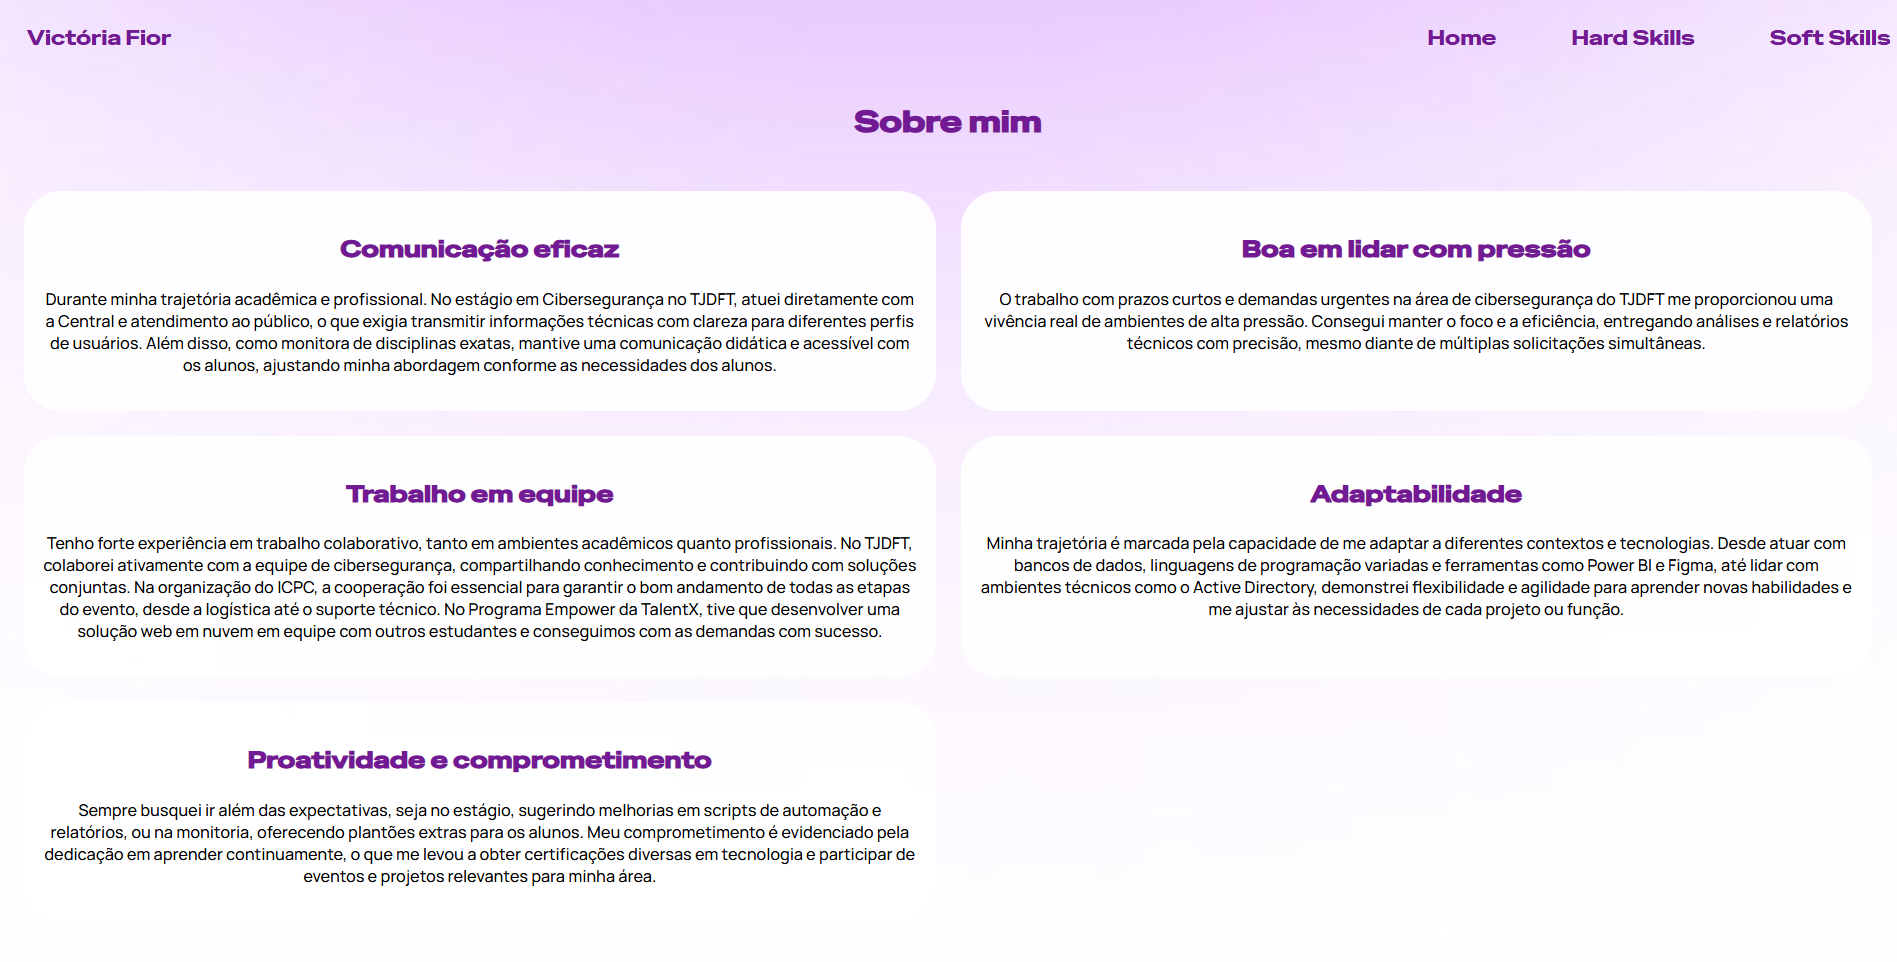 Victória Fior
Home
Hard Skills
Soft Skills
Sobre mim
Comunicação eficaz
Durante minha trajetória acadêmica e profissional. No estágio em Cibersegurança no TJDFT, atuei diretamente com
a Central e atendimento ao público, o que exigia transmitir informações técnicas com clareza para diferentes perfis
de usuários. Além disso, como monitora de disciplinas exatas, mantive uma comunicação didática e acessível com
os alunos, ajustando minha abordagem conforme as necessidades dos alunos.
Boa em lidar com pressão
O trabalho com prazos curtos e demandas urgentes na área de cibersegurança do TJDFT me proporcionou uma
vivência real de ambientes de alta pressão. Consegui manter o foco e a eficiência, entregando análises e relatórios
técnicos com precisão, mesmo diante de múltiplas solicitações simultâneas.
Trabalho em equipe
Tenho forte experiência em trabalho colaborativo, tanto em ambientes acadêmicos quanto profissionais. No TJDFT,
colaborei ativamente com a equipe de cibersegurança, compartilhando conhecimento e contribuindo com soluções
conjuntas. Na organização do ICPC, a cooperação foi essencial para garantir o bom andamento de todas as etapas
do evento, desde a logística até o suporte técnico. No Programa Empower da TalentX, tive que desenvolver uma
solução web em nuvem em equipe com outros estudantes e conseguimos com as demandas com sucesso.
Adaptabilidade
Minha trajetória é marcada pela capacidade de me adaptar a diferentes contextos e tecnologias. Desde atuar com
bancos de dados, linguagens de programação variadas e ferramentas como Power BI e Figma, até lidar com
ambientes técnicos como o Active Directory, demonstrei flexibilidade e agilidade para aprender novas habilidades e
me ajustar às necessidades de cada projeto ou função.
Proatividade e comprometimento
Sempre busquei ir além das expectativas, seja no estágio, sugerindo melhorias em scripts de automação e
relatórios, ou na monitoria, oferecendo plantões extras para os alunos. Meu comprometimento é evidenciado pela
dedicação em aprender continuamente, o que me levou a obter certificações diversas em tecnologia e participar de
eventos e projetos relevantes para minha área.